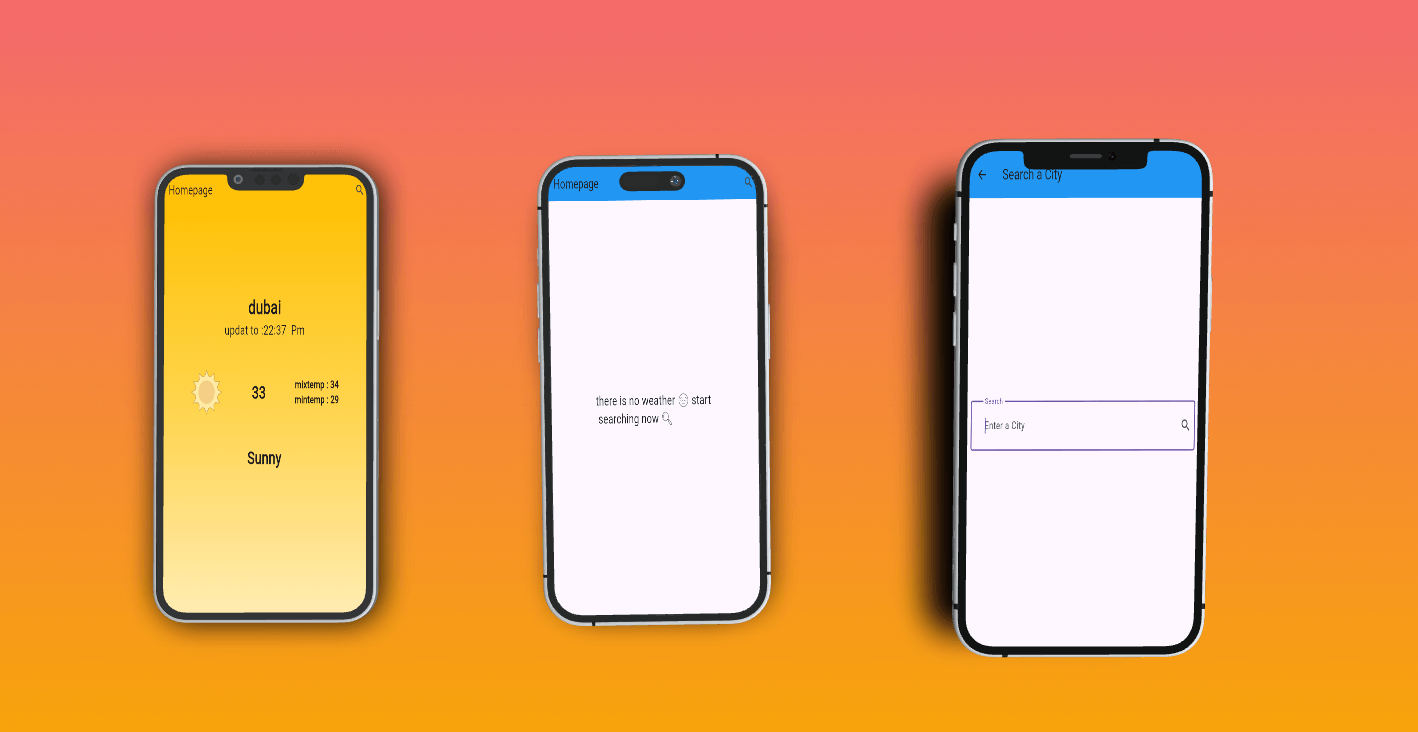 Homepage
dubai
updat to :22:37 Pm
33
mixtemp : 34
mintemp : 29
Sunny
Homepage
there is no weather 😔 start
searching now 🔍
Search a City
Search
Enter a City